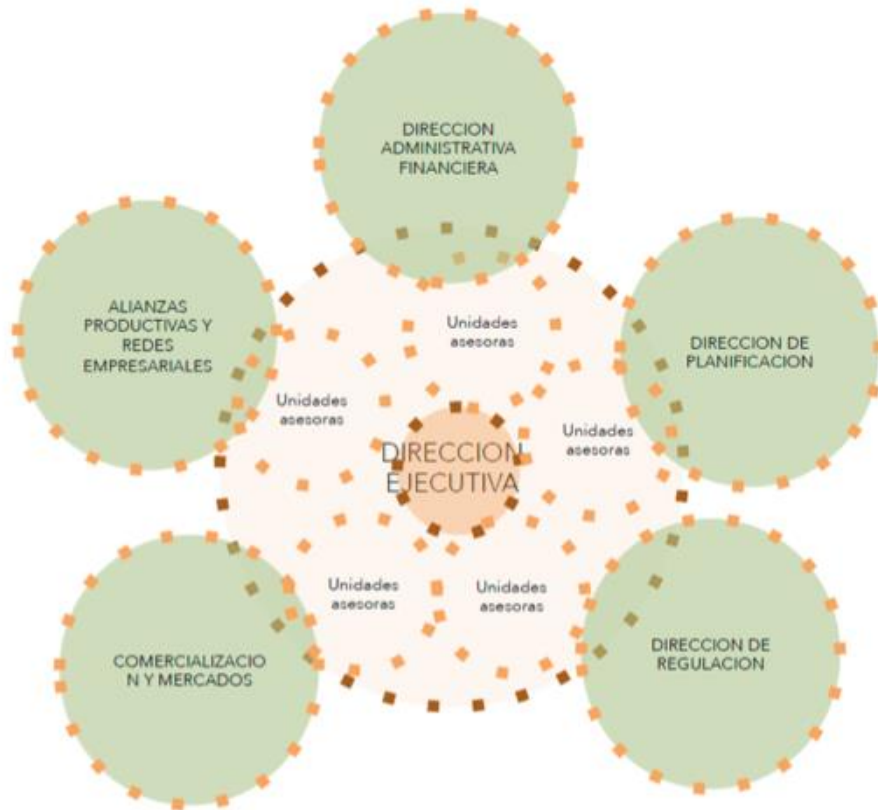 DIRECCION
ADMINISTRATIVA
FINANCIERA
ALIANZAS
PRODUCTIVAS Y
REDES
EMPRESARIALES
Unidades
asesoras
DIRECCION DE
PLANIFICACION
Unidades
asesoras
Unidades
asesoras
DIRECCION
EJECUTIVA
Unidades
asesoras
Unidades
asesoras
COMERCIALIZACIO
N Y MERCADOS
DIRECCION DE
REGULACION